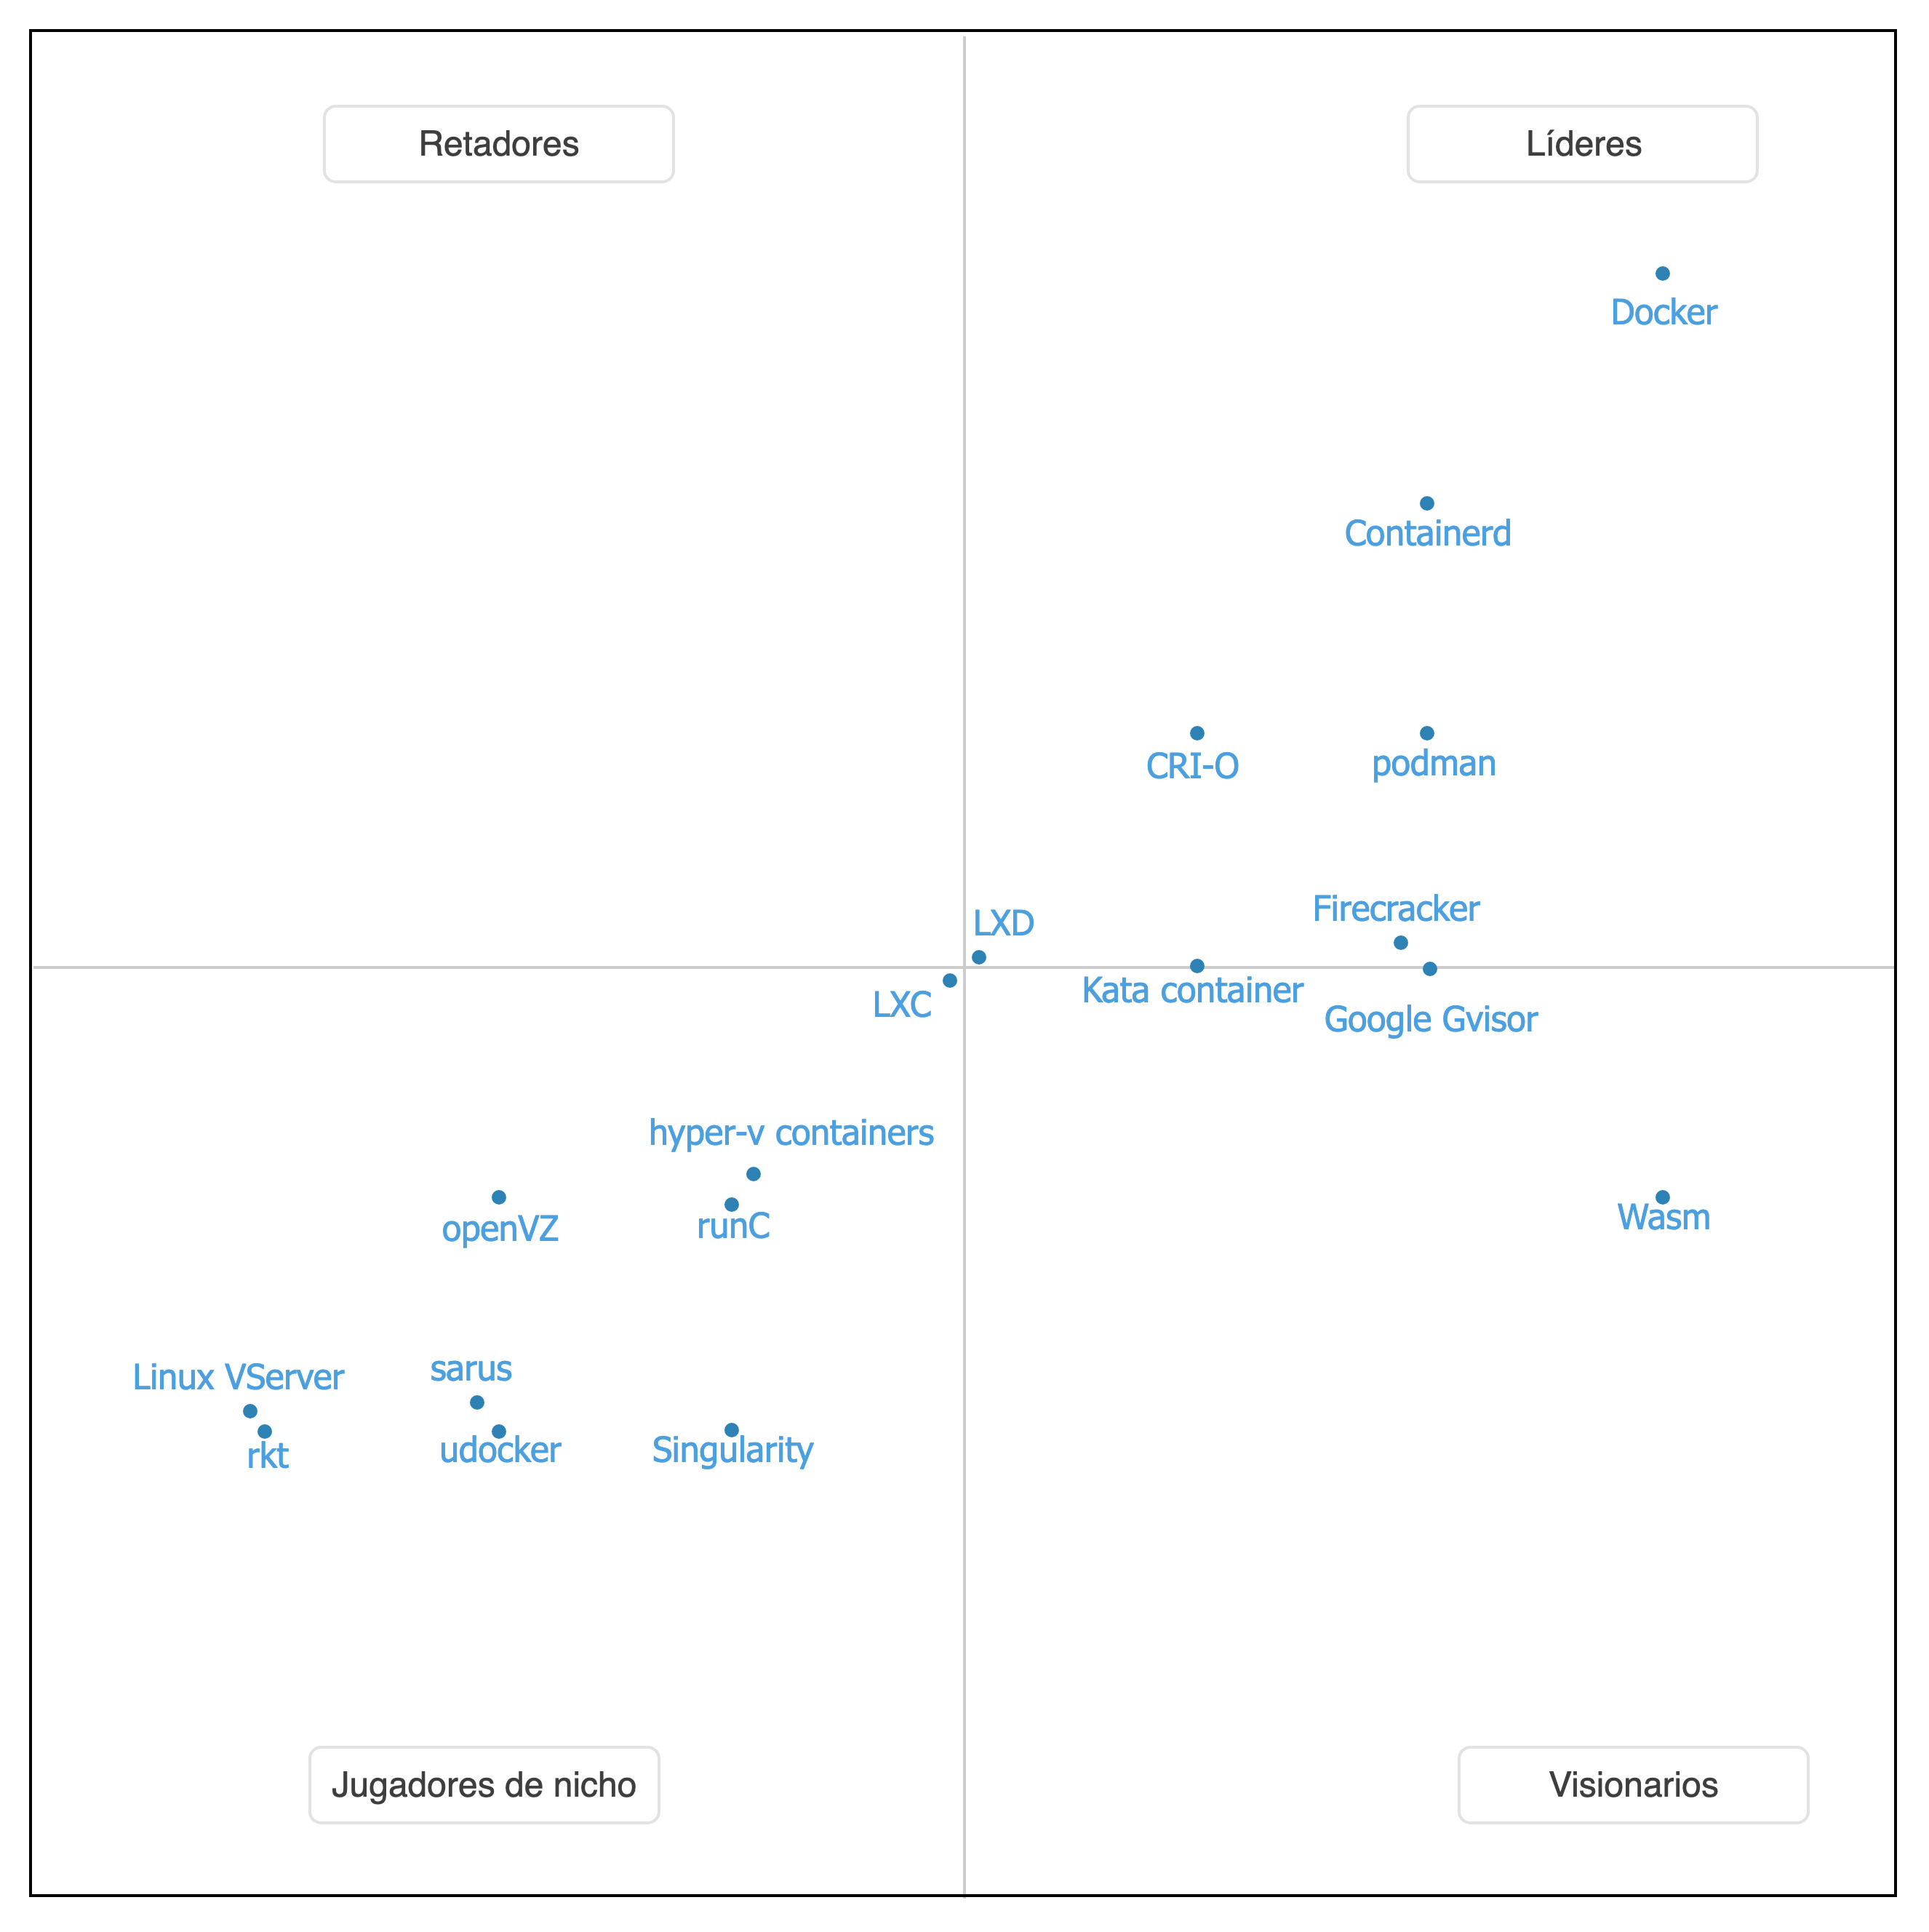 Retadores
Líderes
Docker
Containerd
CRI-O
podman
Firecracker
LXD
Kata container
LXC
Google Gvisor
hyper-v containers
openVZ
runC
Wasm
Linux VServer
sarus
rkt
udocker
Singularity
Jugadores de nicho
Visionarios